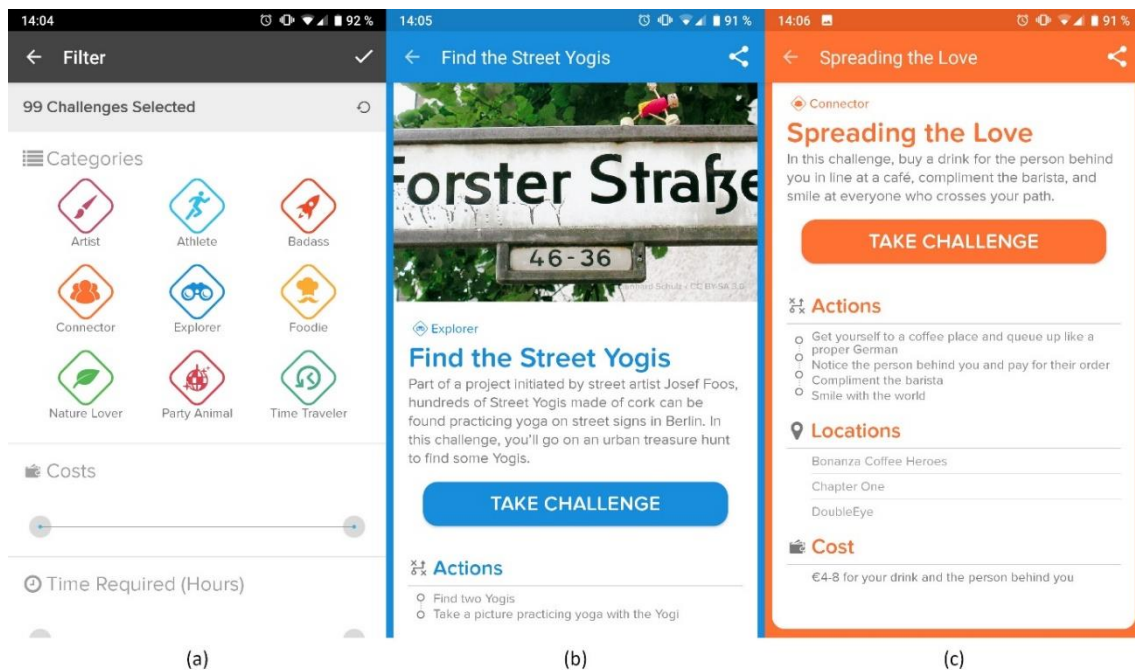 14:04
92 %
Filter
99 Challenges Selected
Categories
Artist
Athlete
Badass
Connector
Explorer
Foodie
Nature Lover
Party Animal
Time Traveler
Costs
Time Required (Hours)
(a)
14:05
91 %
Find the Street Yogis
Forster Straße
46-36
Schulz / CC BY-SA 3.0
Explorer
Find the Street Yogis
Part of a project initiated by street artist Josef Foos,
hundreds of Street Yogis made of cork can be
found practicing yoga on street signs in Berlin. In
this challenge, you'll go on an urban treasure hunt
to find some Yogis.
TAKE CHALLENGE
Actions
Find two Yogis
Take a picture practicing yoga with the Yogi
(b)
14:06
91 %
Spreading the Love
Connector
Spreading the Love
In this challenge, buy a drink for the person behind
you in line at a café, compliment the barista, and
smile at everyone who crosses your path.
TAKE CHALLENGE
Actions
Get yourself to a coffee place and queue up like a
proper German
Notice the person behind you and pay for their order
Compliment the barista
Smile with the world
Locations
Bonanza Coffee Heroes
Chapter One
DoubleEye
Cost
€4-8 for your drink and the person behind you
(c)